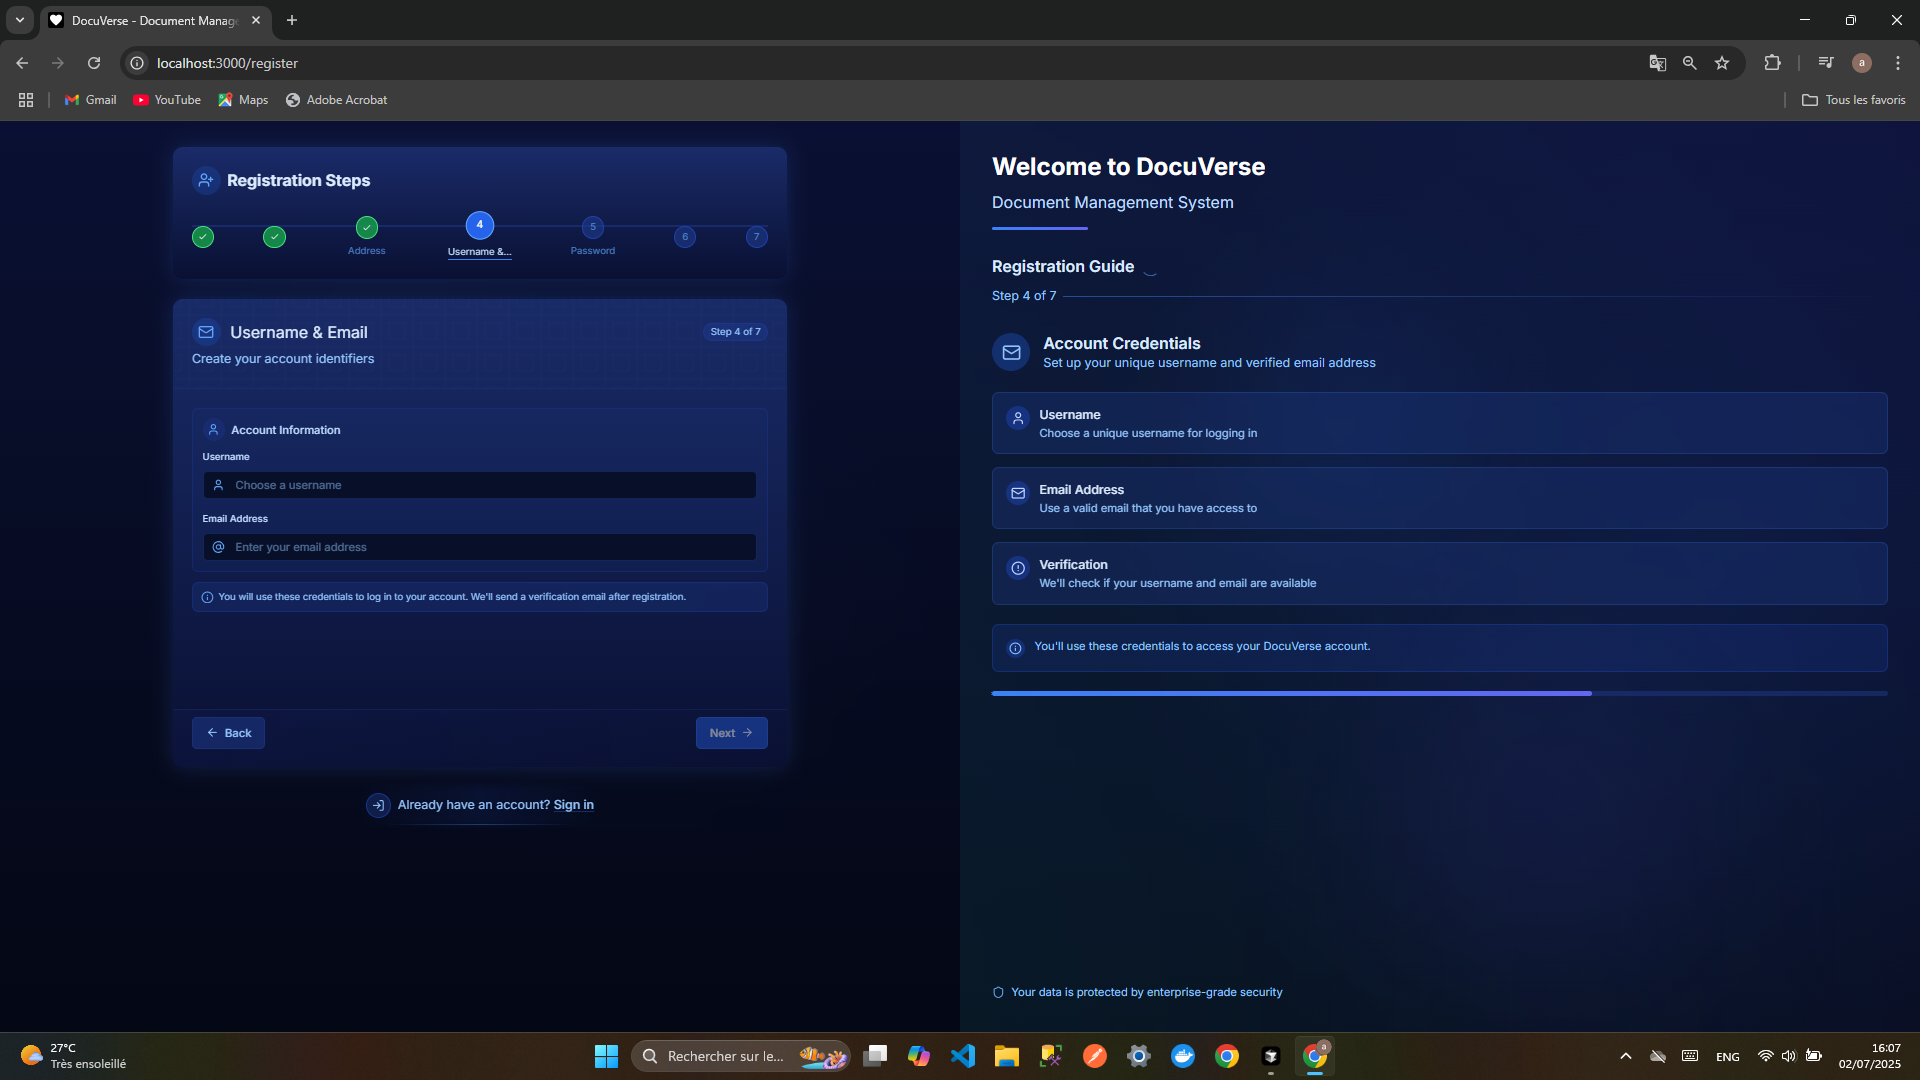 DocuVerse - Document Manage
localhost:3000/register
Gmail
YouTube
Maps
Adobe Acrobat
Tous les favoris
a
Registration Steps
Address
4
Username &...
5
Password
6
7
Username & Email
Step 4 of 7
Create your account identifiers
Account Information
Username
Choose a username
Email Address
Enter your email address
You will use these credentials to log in to your account. We'll send a verification email after registration.
Back
Next
Already have an account? Sign in
Welcome to DocuVerse
Document Management System
Registration Guide
Step 4 of 7
Account Credentials
Set up your unique username and verified email address
Username
Choose a unique username for logging in
Email Address
Use a valid email that you have access to
Verification
We'll check if your username and email are available
You'll use these credentials to access your DocuVerse account.
Your data is protected by enterprise-grade security
27°C
Très ensoleillé
Rechercher sur le...
a
ENG
16:07
02/07/2025